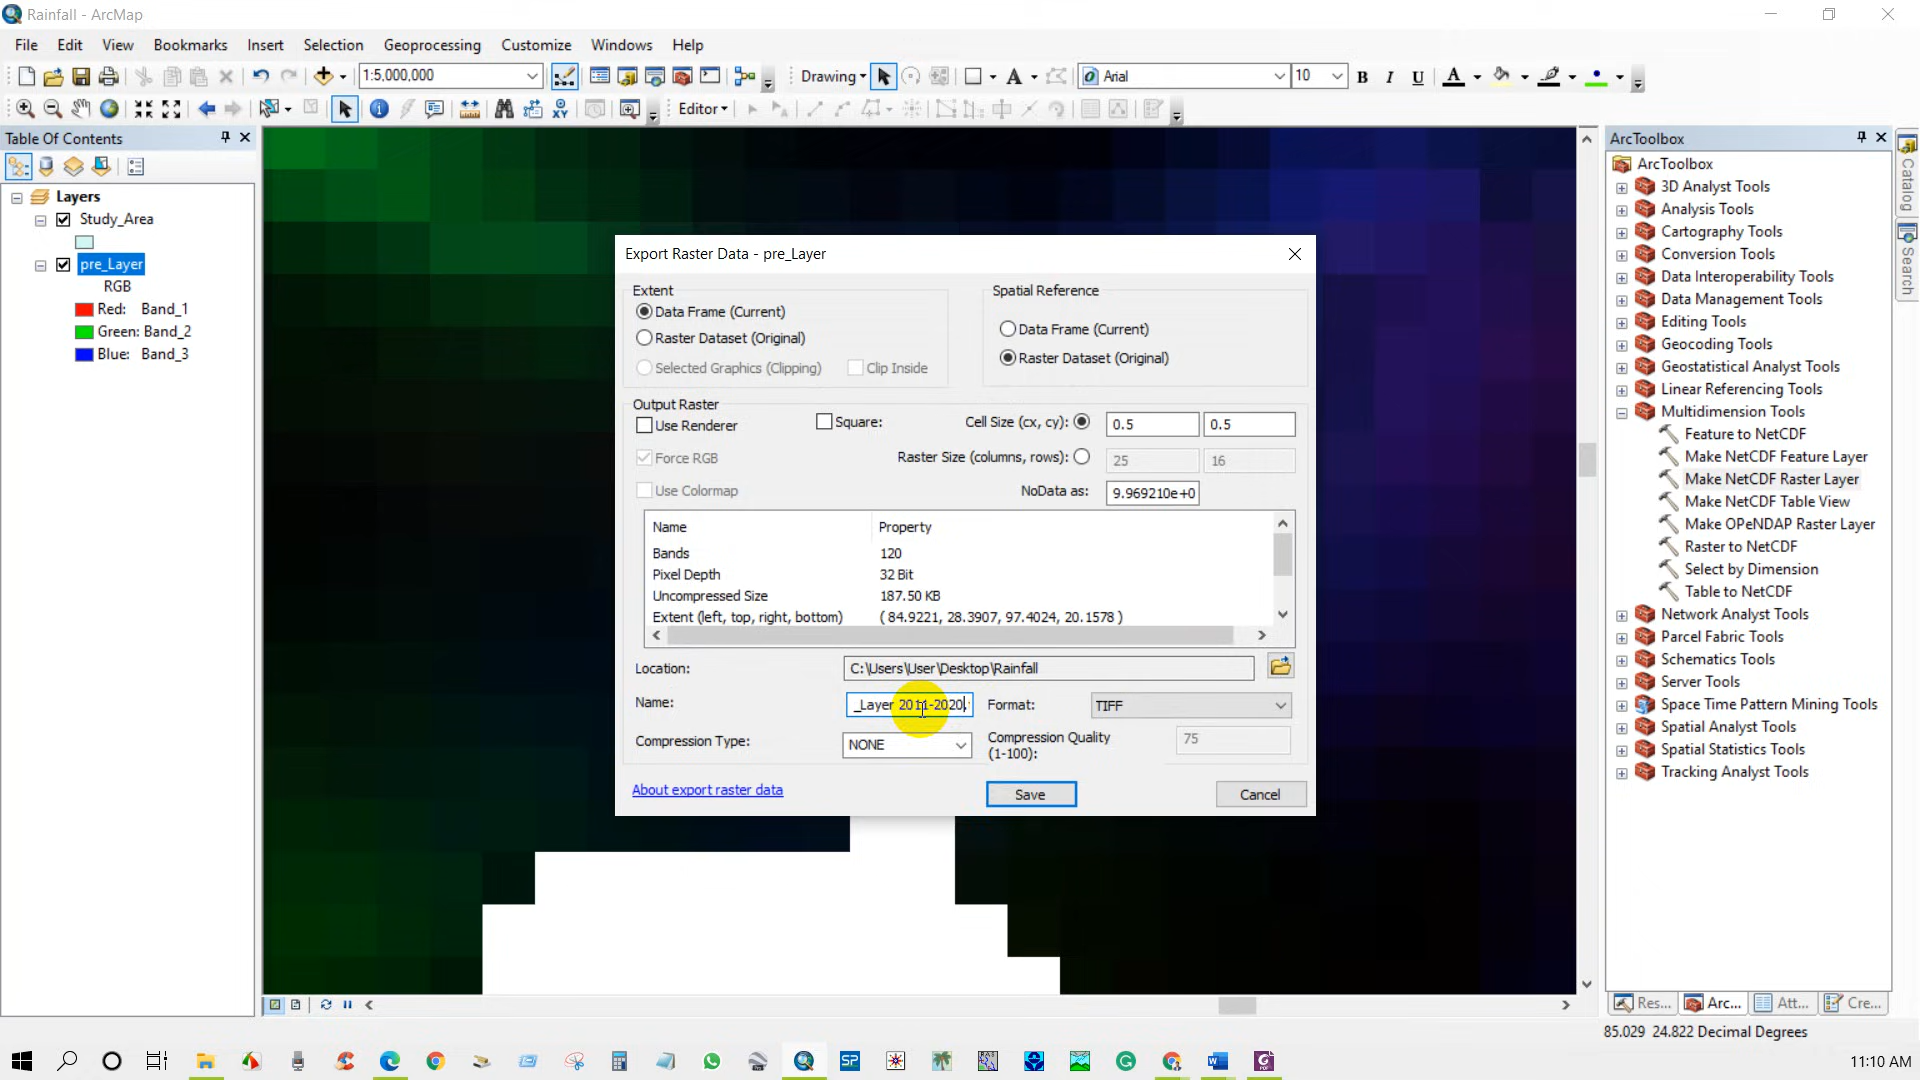 Rainfall - ArcMap
File Edit View Bookmarks Insert Selection Geoprocessing Customize Windows Help
1:5,000,000 Drawing Arial 10 B I U A
Editor
Table Of Contents
Layers
Study_Area
pre_Layer
RGB
Red: Band_1
Green: Band_2
Blue: Band_3
Export Raster Data - pre_Layer
Extent
Data Frame (Current)
Raster Dataset (Original)
Selected Graphics (Clipping) Clip Inside
Spatial Reference
Data Frame (Current)
Raster Dataset (Original)
Output Raster
Use Renderer Square: Cell Size (cx, cy): 0.5 0.5
Force RGB Raster Size (columns, rows): 25 16
Use Colormap NoData as: 9.969210e+0
Name Property
Bands 120
Pixel Depth 32 Bit
Uncompressed Size 187.50 KB
Extent (left, top, right, bottom) ( 84.9221, 28.3907, 97.4024, 20.1578 )
Location: C:\Users\User\Desktop\Rainfall
Name: _Layer 2011-2020. Format: TIFF
Compression Type: NONE Compression Quality
(1-100): 75
About export raster data Save Cancel
ArcToolbox
ArcToolbox
3D Analyst Tools
Analysis Tools
Cartography Tools
Conversion Tools
Data Interoperability Tools
Data Management Tools
Editing Tools
Geocoding Tools
Geostatistical Analyst Tools
Linear Referencing Tools
Multidimension Tools
Feature to NetCDF
Make NetCDF Feature Layer
Make NetCDF Raster Layer
Make NetCDF Table View
Make OPeNDAP Raster Layer
Raster to NetCDF
Select by Dimension
Table to NetCDF
Network Analyst Tools
Parcel Fabric Tools
Schematics Tools
Server Tools
Space Time Pattern Mining Tools
Spatial Analyst Tools
Spatial Statistics Tools
Tracking Analyst Tools
Catalog
Search
Res... Arc... Att... Cre...
85.029 24.822 Decimal Degrees
11:10 AM